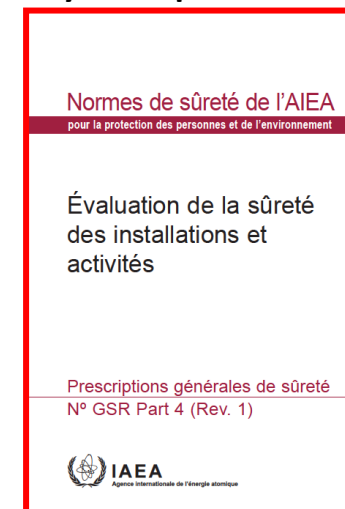 Normes de sûreté de l'AIEA
pour la protection des personnes et de l'environnement
Évaluation de la sûreté
des installations et
activités
Prescriptions générales de sûreté
Nº GSR Part 4 (Rev. 1)
IAEA
Agence internationale de l'énergie atomique